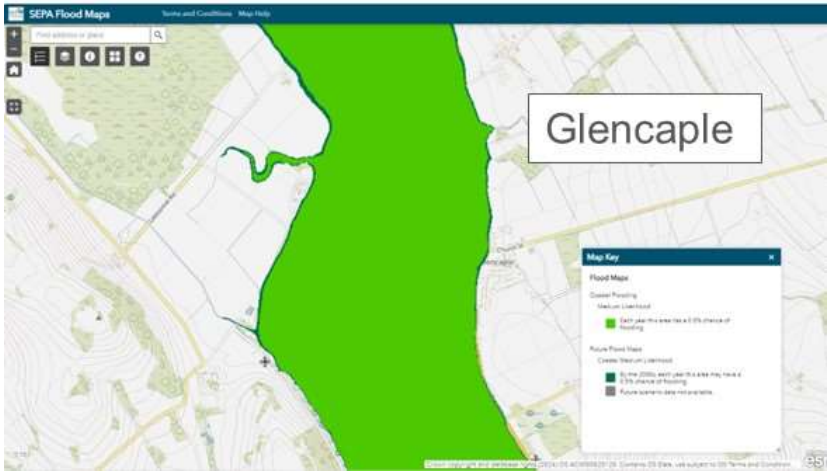 SEPA Flood Maps
Terms and Conditions Map Help
Find address or place
Glencaple
Map Key
Flood Maps
Coastal Flooding
Medium Likelihood
Each year this area has a 0.5% chance of
flooding
Future Flood Maps
Coastal Medium Likelihood
By the 2080s, each year this area may have a
0.5% chance of flooding
Future scenario data not available.
esri